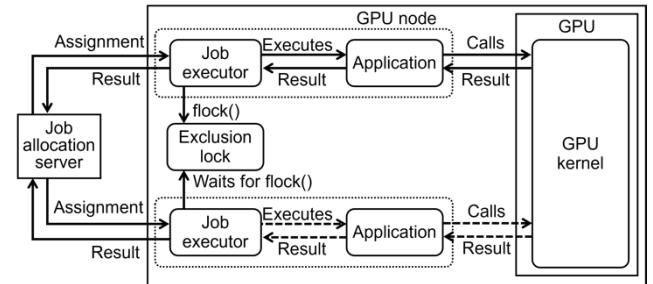 GPU node
GPU
Assignment
Result
Job
executor
Executes
Result
Application
Calls
Result
flock()
Exclusion
lock
Waits for flock()
Job
allocation
server
GPU
kernel
Assignment
Result
Job
executor
Executes
Result
Application
Calls
Result